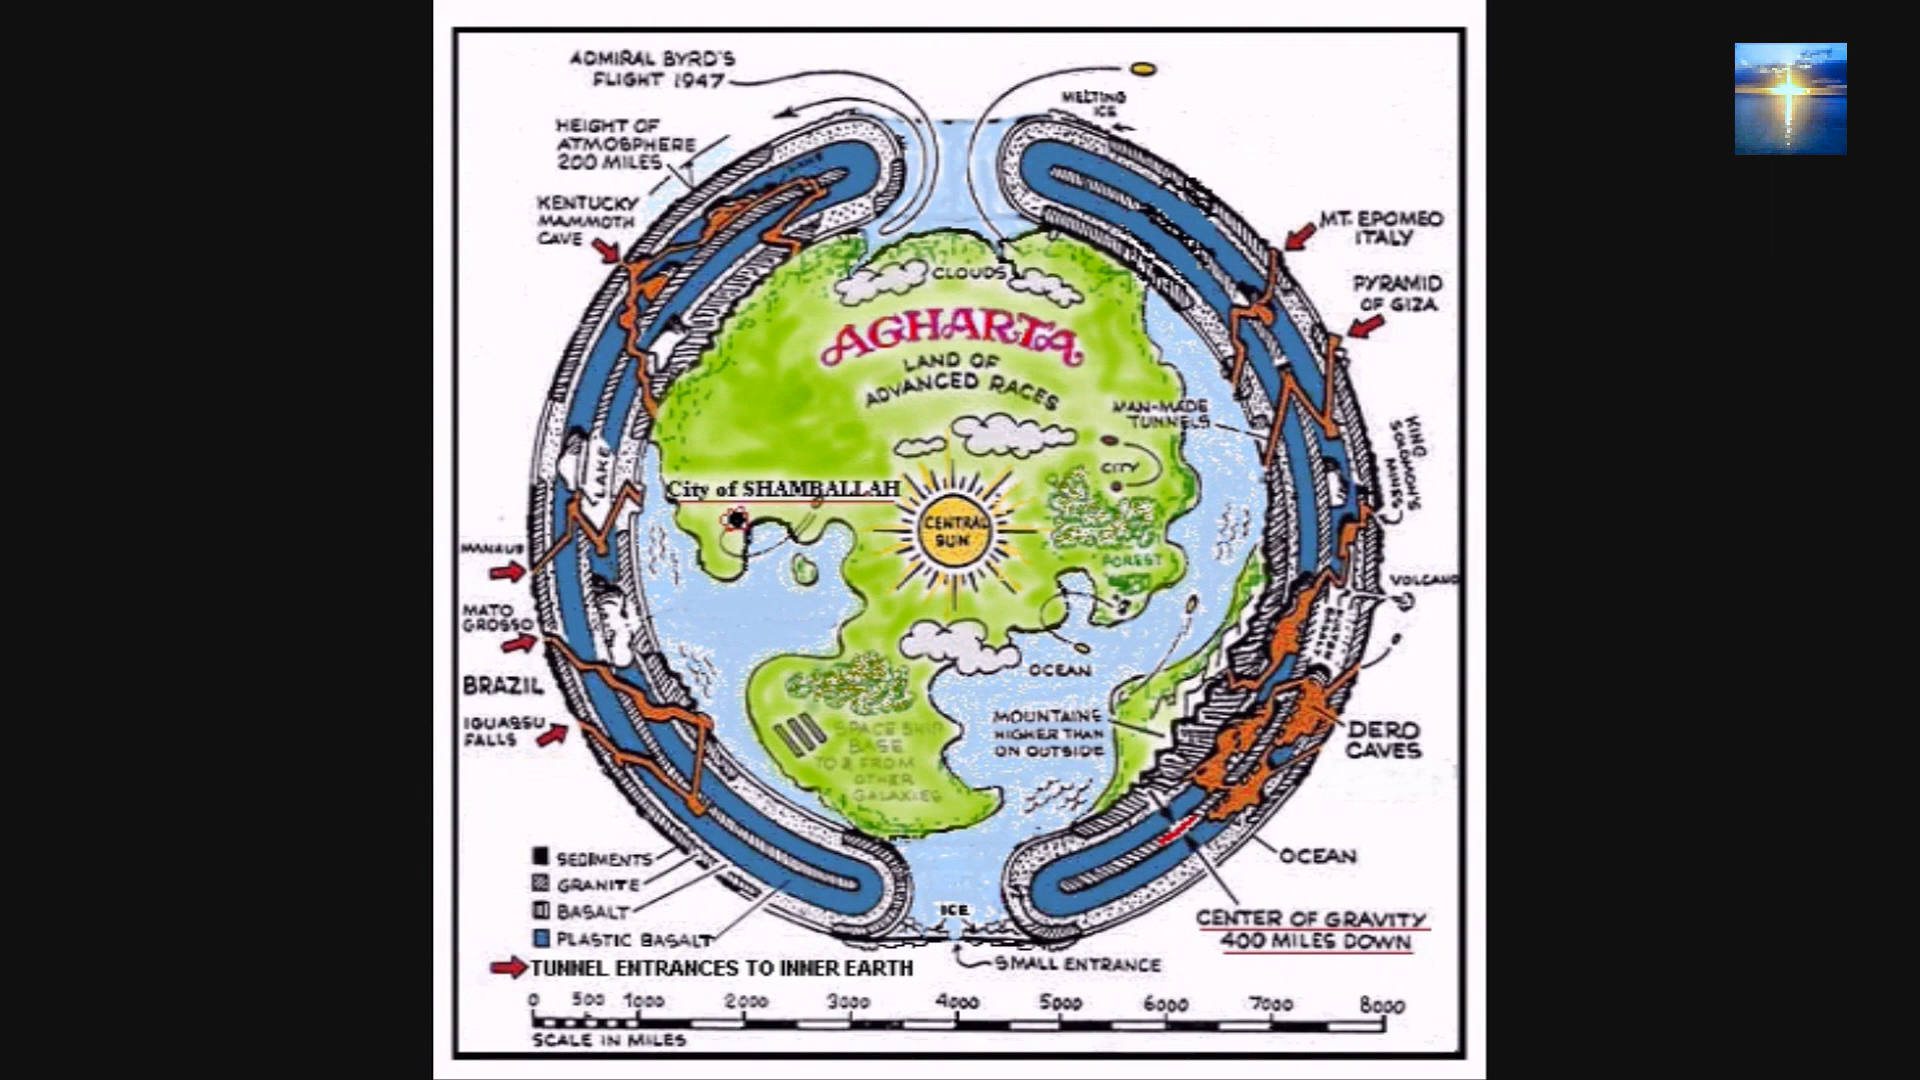 ADMIRAL BYRD'S
FLIGHT 1947
MELTING
ICE
HEIGHT OF
ATMOSPHERE
200 MILES
LAKE
KENTUCKY
MAMMOTH
CAVE
MT. EPOMEO
ITALY
PYRAMID
OF GIZA
CLOUDS
AGHARTA
LAND OF
ADVANCED RACES
MAN-MADE
TUNNELS
CITY
KING
SOLOMON'S
MINES
LAKE
City of SHAMBALLAH
CENTRAL
SUN
FOREST
MANAUS
VOLCANO
MATO
GROSSO
BRAZIL
IGUASSU
FALLS
OCEAN
MOUNTAINS
HIGHER THAN
ON OUTSIDE
SPACE SHIP
BASE
TO & FROM
OTHER
GALAXIES
DERO
CAVES
OCEAN
SEDIMENTS
GRANITE
BASALT
PLASTIC BASALT
ICE
SMALL ENTRANCE
CENTER OF GRAVITY
400 MILES DOWN
TUNNEL ENTRANCES TO INNER EARTH
0 500 1000 2000 3000 4000 5000 6000 7000 8000
SCALE IN MILES